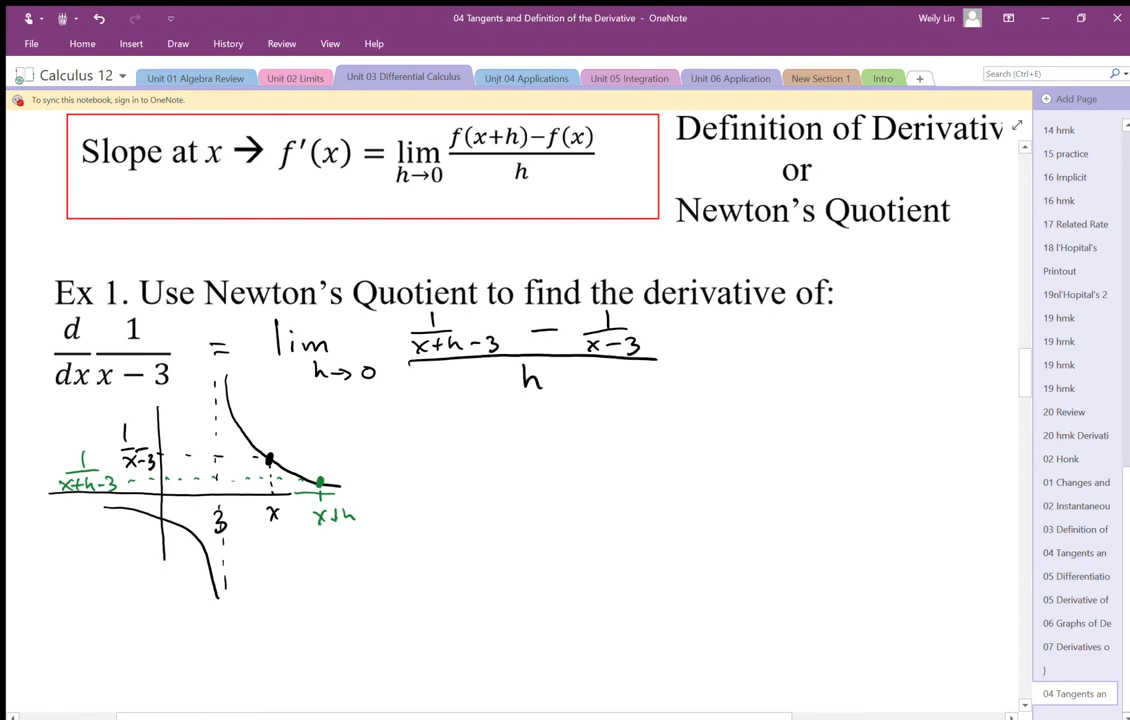 04 Tangents and Definition of the Derivative - OneNote
Weily Lin
File Home Insert Draw History Review View Help
Calculus 12
Unit 01 Algebra Review
Unit 02 Limits
Unit 03 Differential Calculus
Unit 04 Applications
Unit 05 Integration
Unit 06 Application
New Section 1
Intro
+
Search (Ctrl+E)
To sync this notebook, sign in to OneNote.
Add Page
Slope at x → f′(x) = lim h→0 f(x+h)−f(x) / h
Definition of Derivativ
or
Newton's Quotient
Ex 1. Use Newton's Quotient to find the derivative of:
d/dx 1/(x − 3) = lim h→0 (1/(x+h−3) − 1/(x−3)) / h
1/(x−3)
1/(x+h−3)
3
x
x+h
14 hmk
15 practice
16 Implicit
16 hmk
17 Related Rate
18 l'Hopital's
Printout
19nl'Hopital's 2
19 hmk
19 hmk
19 hmk
19 hmk
20 Review
20 hmk Derivati
02 Honk
01 Changes and
02 Instantaneou
03 Definition of
04 Tangents an
05 Differentiatio
05 Derivative of
06 Graphs of De
07 Derivatives o
)
04 Tangents an